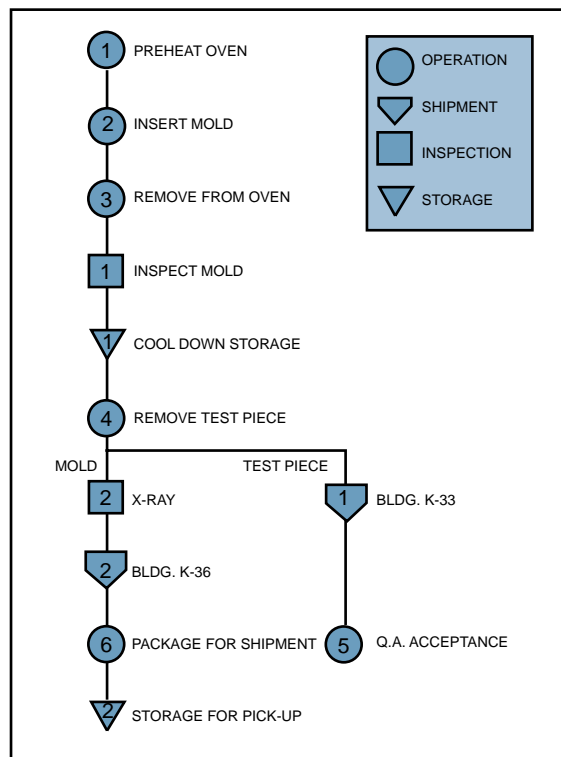 1 PREHEAT OVEN
2 INSERT MOLD
3 REMOVE FROM OVEN
1 INSPECT MOLD
1 COOL DOWN STORAGE
4 REMOVE TEST PIECE
MOLD
TEST PIECE
2 X-RAY
1 BLDG. K-33
2 BLDG. K-36
6 PACKAGE FOR SHIPMENT
5 Q.A. ACCEPTANCE
2 STORAGE FOR PICK-UP
OPERATION
SHIPMENT
INSPECTION
STORAGE